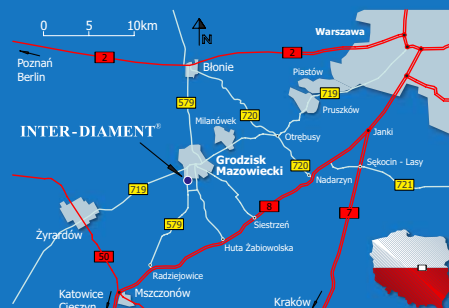 0 5 10km
N
Warszawa
Poznań
Berlin
2
2
Błonie
Piastów
719
579
Pruszków
Milanówek
720
INTER-DIAMENT®
Otrębusy
Janki
Grodzisk
Mazowiecki
720
Sękocin - Lasy
Nadarzyn
719
721
8
7
Siestrzeń
579
Żyrardów
Huta Żabiowolska
50
Radziejowice
Katowice
Cieszyn
Mszczonów
Kraków